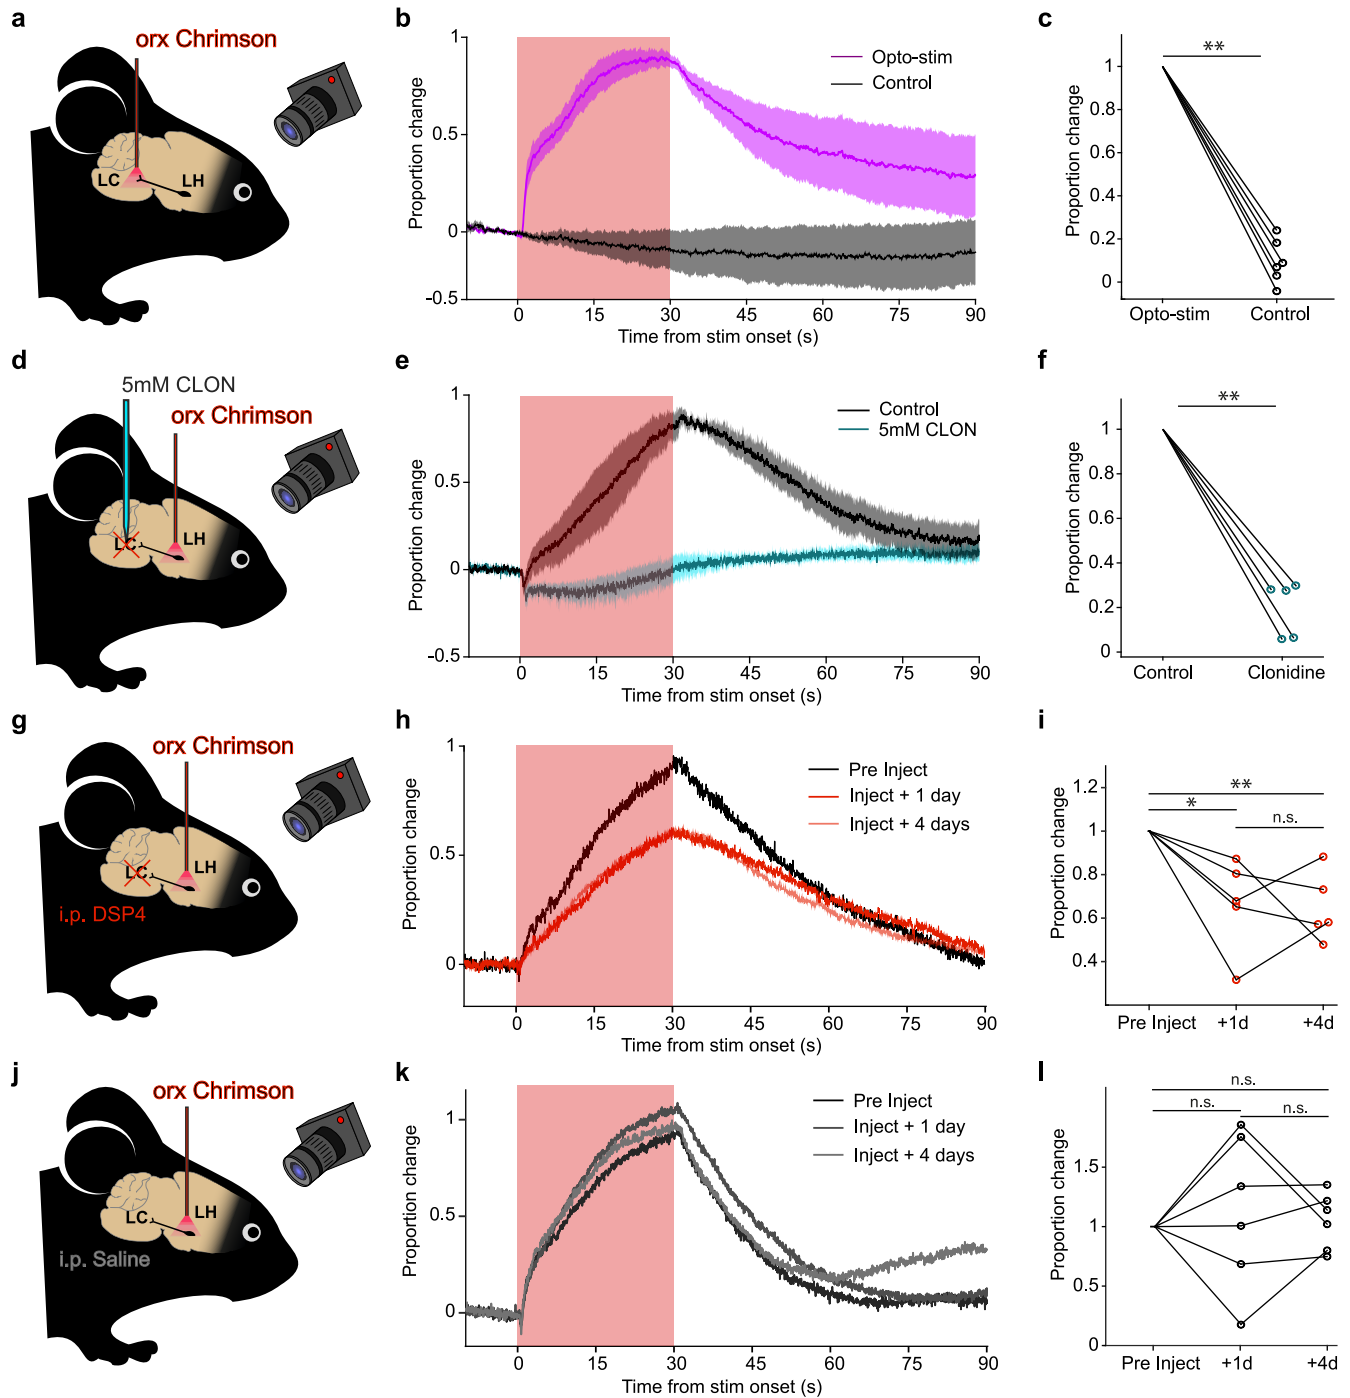 a
orx Chrimson
LC
LH
b
Proportion change
1
0.5
0
-0.5
Opto-stim
Control
0 15 30 45 60 75 90
Time from stim onset (s)
c
Proportion change
**
1
0.8
0.6
0.4
0.2
0
Opto-stim Control
d
5mM CLON
orx Chrimson
LC
LH
e
Proportion change
1
0.5
0
-0.5
Control
5mM CLON
0 15 30 45 60 75 90
Time from stim onset (s)
f
Proportion change
**
1
0.8
0.6
0.4
0.2
0
Control Clonidine
g
orx Chrimson
LC
LH
i.p. DSP4
h
Proportion change
1
0.5
0
Pre Inject
Inject + 1 day
Inject + 4 days
0 15 30 45 60 75 90
Time from stim onset (s)
i
Proportion change
**
*
n.s.
1.2
1
0.8
0.6
0.4
Pre Inject +1d +4d
j
orx Chrimson
LC
LH
i.p. Saline
k
Proportion change
1
0.5
0
Pre Inject
Inject + 1 day
Inject + 4 days
0 15 30 45 60 75 90
Time from stim onset (s)
l
Proportion change
n.s.
n.s. n.s.
1.5
1
0.5
0
Pre Inject +1d +4d